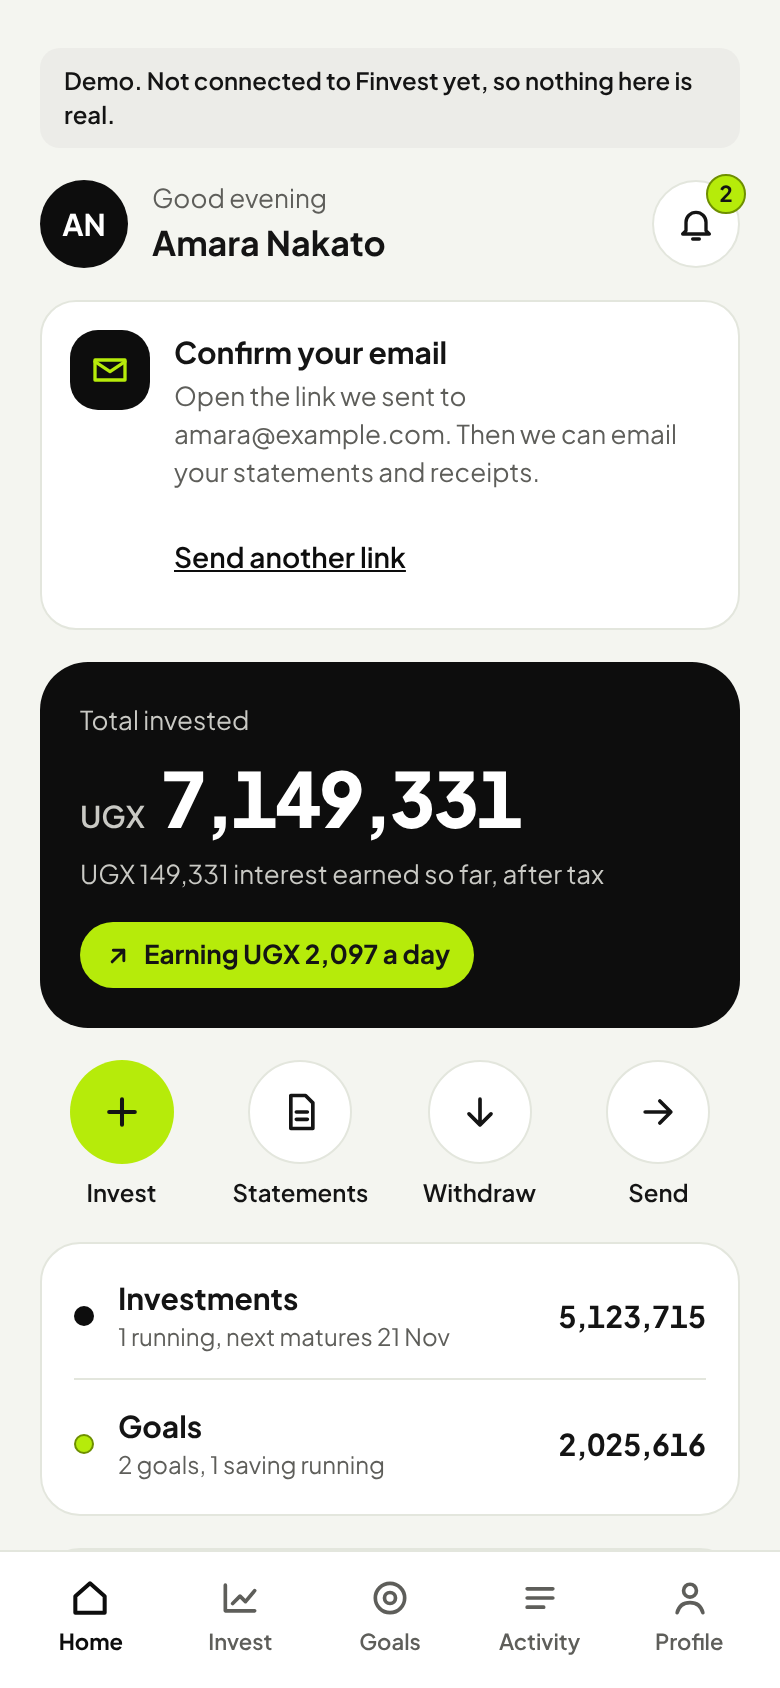 Demo. Not connected to Finvest yet, so nothing here is
real.
AN
Good evening
Amara Nakato
2
Confirm your email
Open the link we sent to
amara@example.com. Then we can email
your statements and receipts.
Send another link
Total invested
UGX 7,149,331
UGX 149,331 interest earned so far, after tax
Earning UGX 2,097 a day
Invest
Statements
Withdraw
Send
Investments
1 running, next matures 21 Nov
5,123,715
Goals
2 goals, 1 saving running
2,025,616
Home
Invest
Goals
Activity
Profile